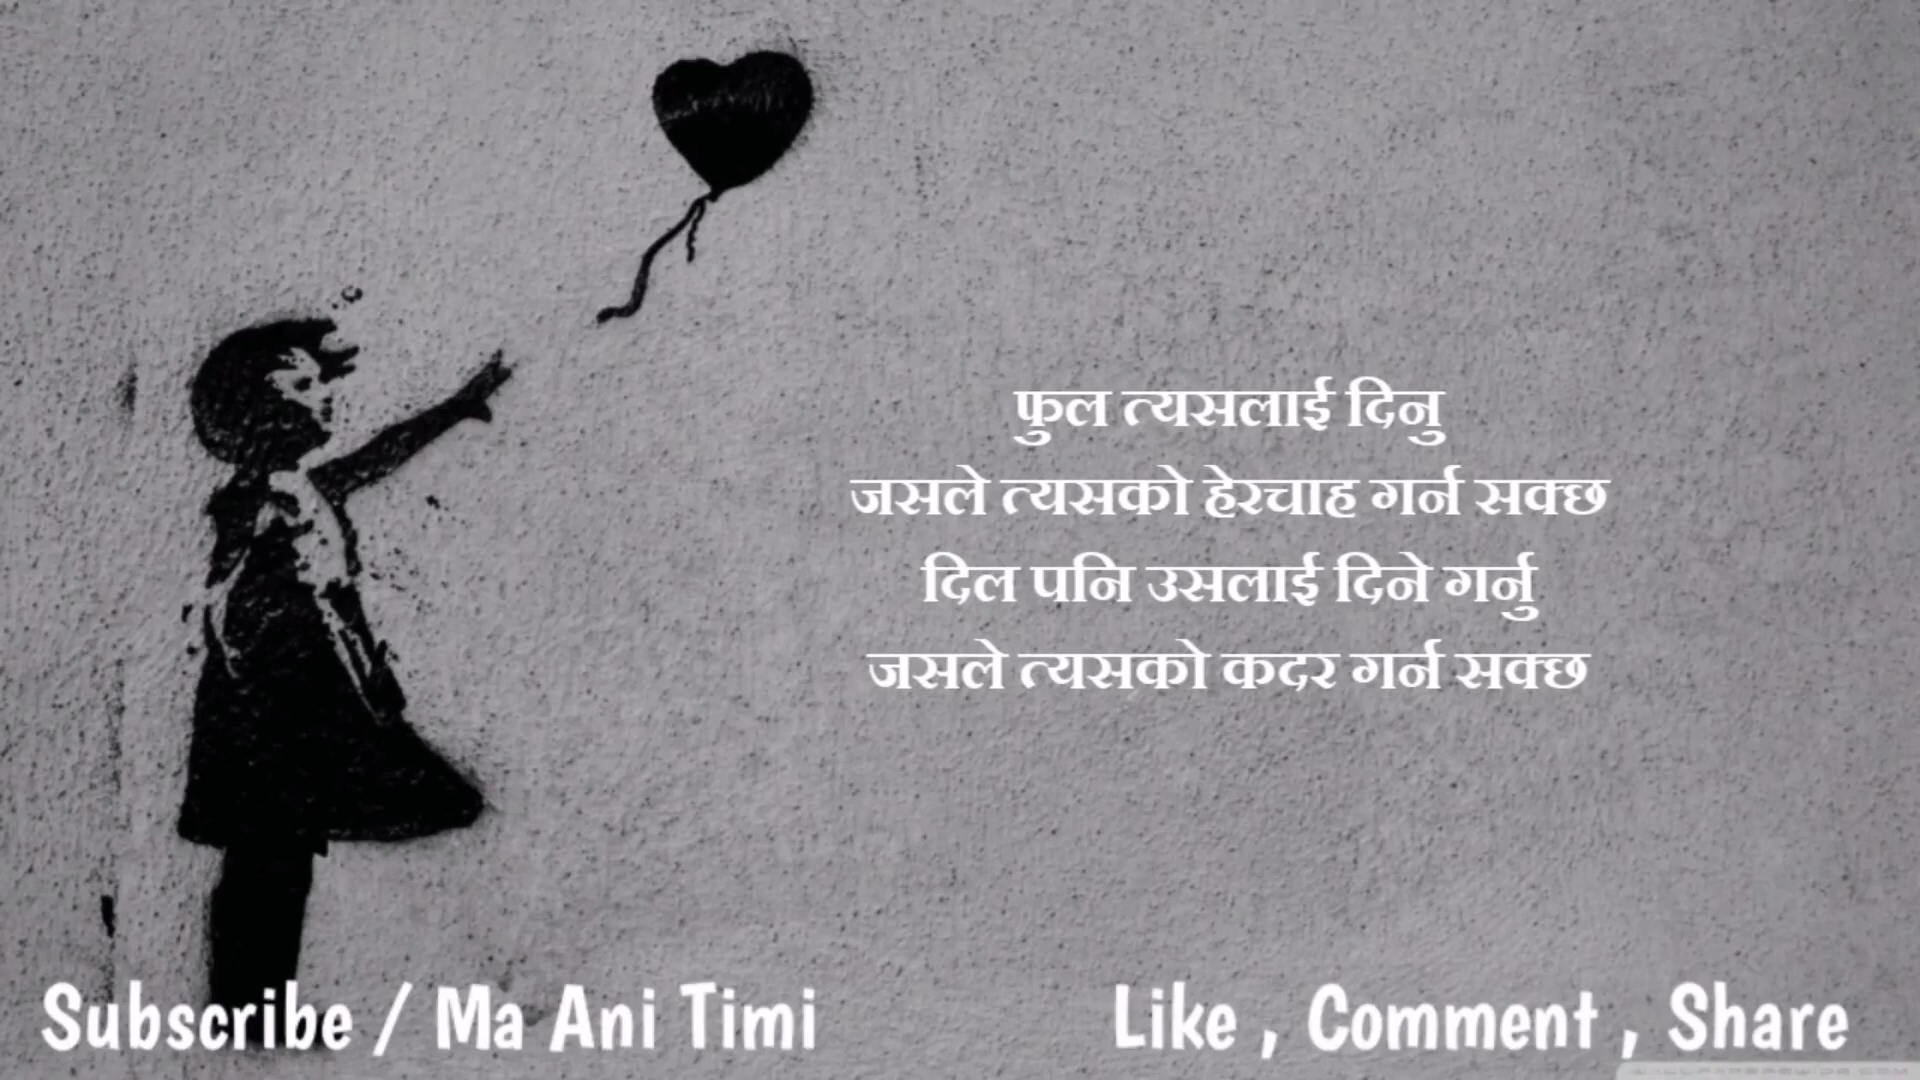 फुल त्यसलाई दिनु
जसले त्यसको हेरचाह गर्न सक्छ
दिल पनि उसलाई दिने गर्नु
जसले त्यसको कदर गर्न सक्छ
Subscribe / Ma Ani Timi
Like , Comment , Share